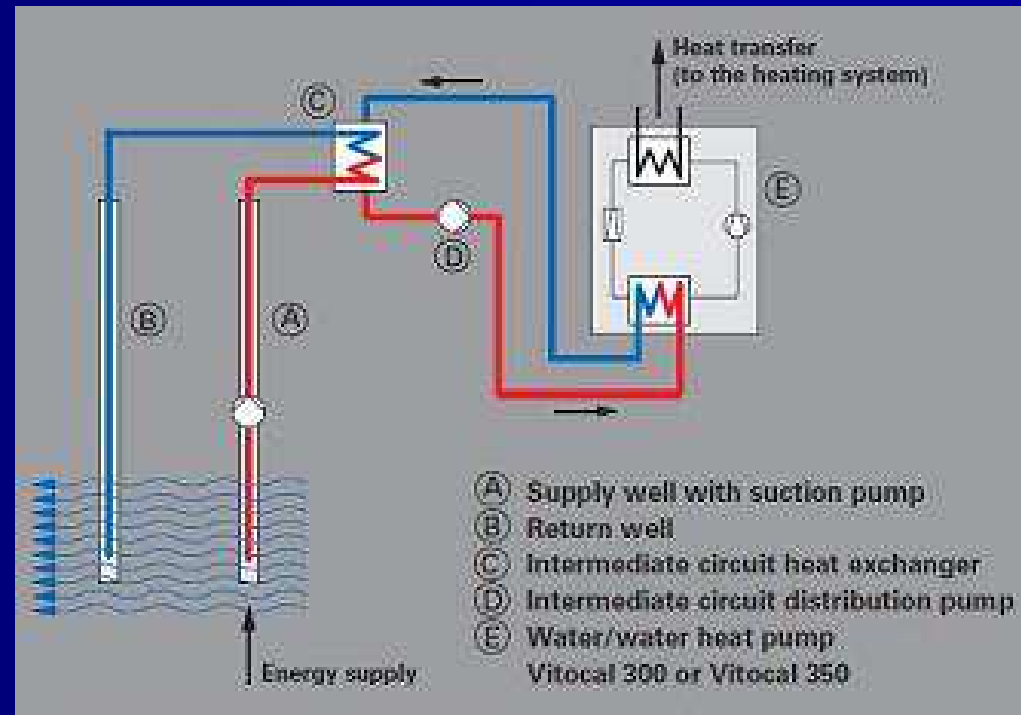 Heat transfer
(to the heating system)
C
E
D
B
A
A Supply well with suction pump
B Return well
C Intermediate circuit heat exchanger
D Intermediate circuit distribution pump
E Water/water heat pump
Vitocal 300 or Vitocal 350
Energy supply